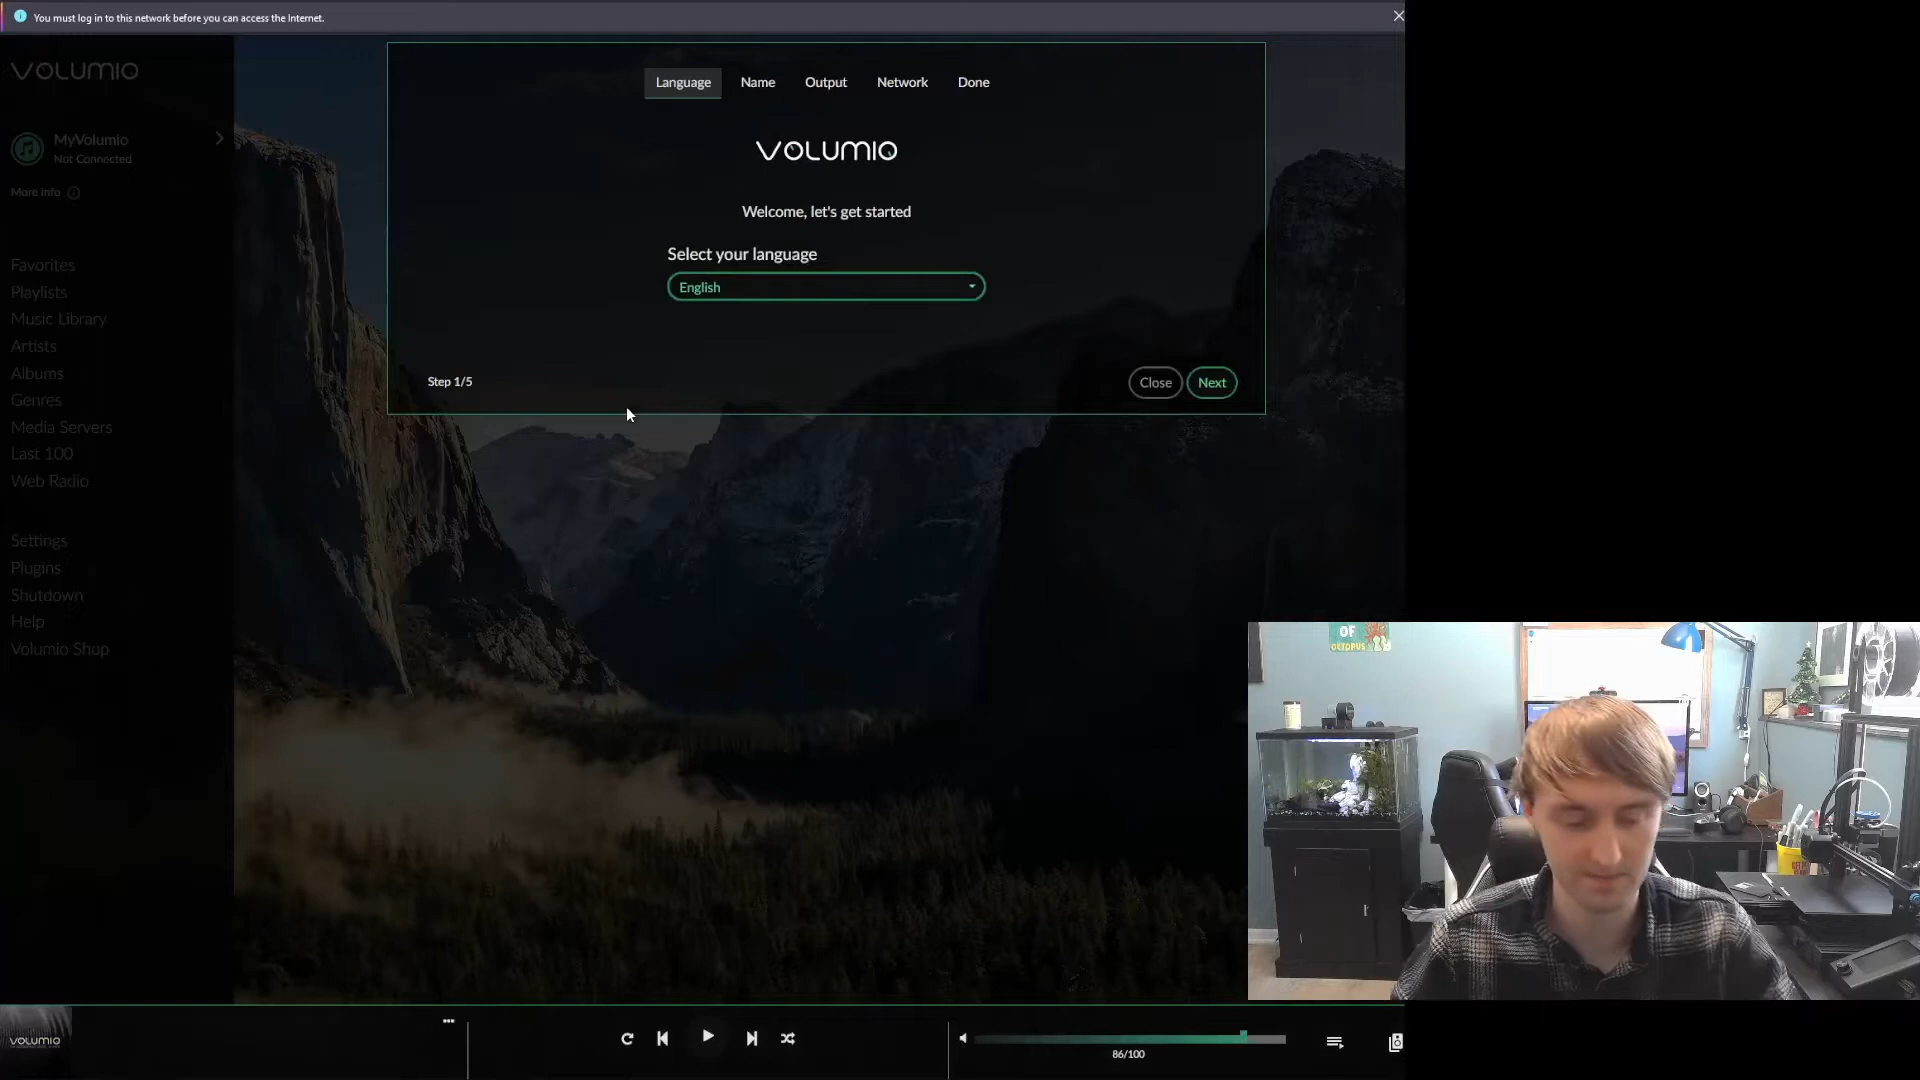 You must log in to this network before you can access the Internet.
VOLUMIO
MyVolumio
Not Connected
More info
Favorites
Playlists
Music Library
Artists
Albums
Genres
Media Servers
Last 100
Web Radio
Settings
Plugins
Shutdown
Help
Volumio Shop
Language
Name
Output
Network
Done
VOLUMIO
Welcome, let's get started
Select your language
English
Step 1/5
Close
Next
OF
OCTOPUS
VOLUMIO
86/100